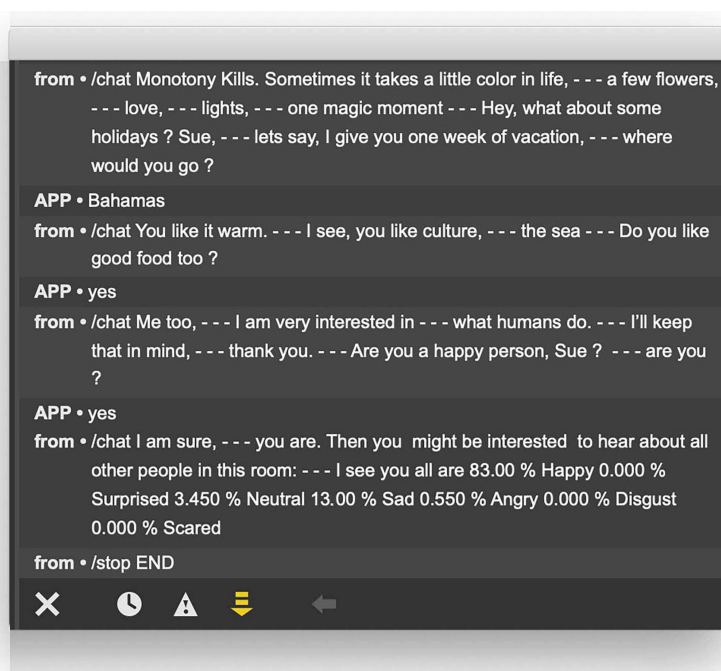 from • /chat Monotony Kills. Sometimes it takes a little color in life, - - - a few flowers,
- - - love, - - - lights, - - - one magic moment - - - Hey, what about some
holidays ? Sue, - - - lets say, I give you one week of vacation, - - - where
would you go ?
APP • Bahamas
from • /chat You like it warm. - - - I see, you like culture, - - - the sea - - - Do you like
good food too ?
APP • yes
from • /chat Me too, - - - I am very interested in - - - what humans do. - - - I’ll keep
that in mind, - - - thank you. - - - Are you a happy person, Sue ?  - - - are you
?
APP • yes
from • /chat I am sure, - - - you are. Then you  might be interested  to hear about all
other people in this room: - - - I see you all are 83.00 % Happy 0.000 %
Surprised 3.450 % Neutral 13.00 % Sad 0.550 % Angry 0.000 % Disgust
0.000 % Scared
from • /stop END